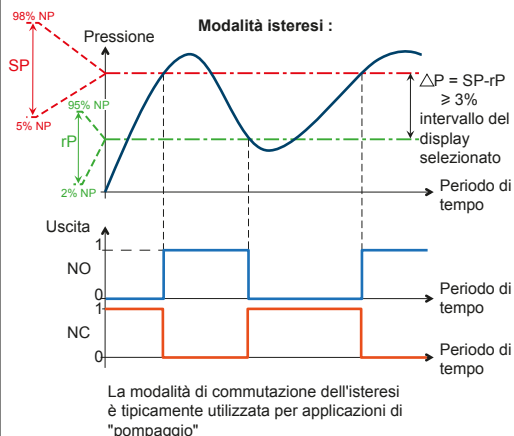 Modalità isteresi :
98% NP
Pressione
SP
5% NP
95% NP
rP
2% NP
△P = SP-rP
⩾ 3%
intervallo del
display
selezionato
Periodo di
tempo
Uscita
1
NO
0
Periodo di
tempo
1
NC
0
Periodo di
tempo
La modalità di commutazione dell'isteresi
è tipicamente utilizzata per applicazioni di
"pompaggio"